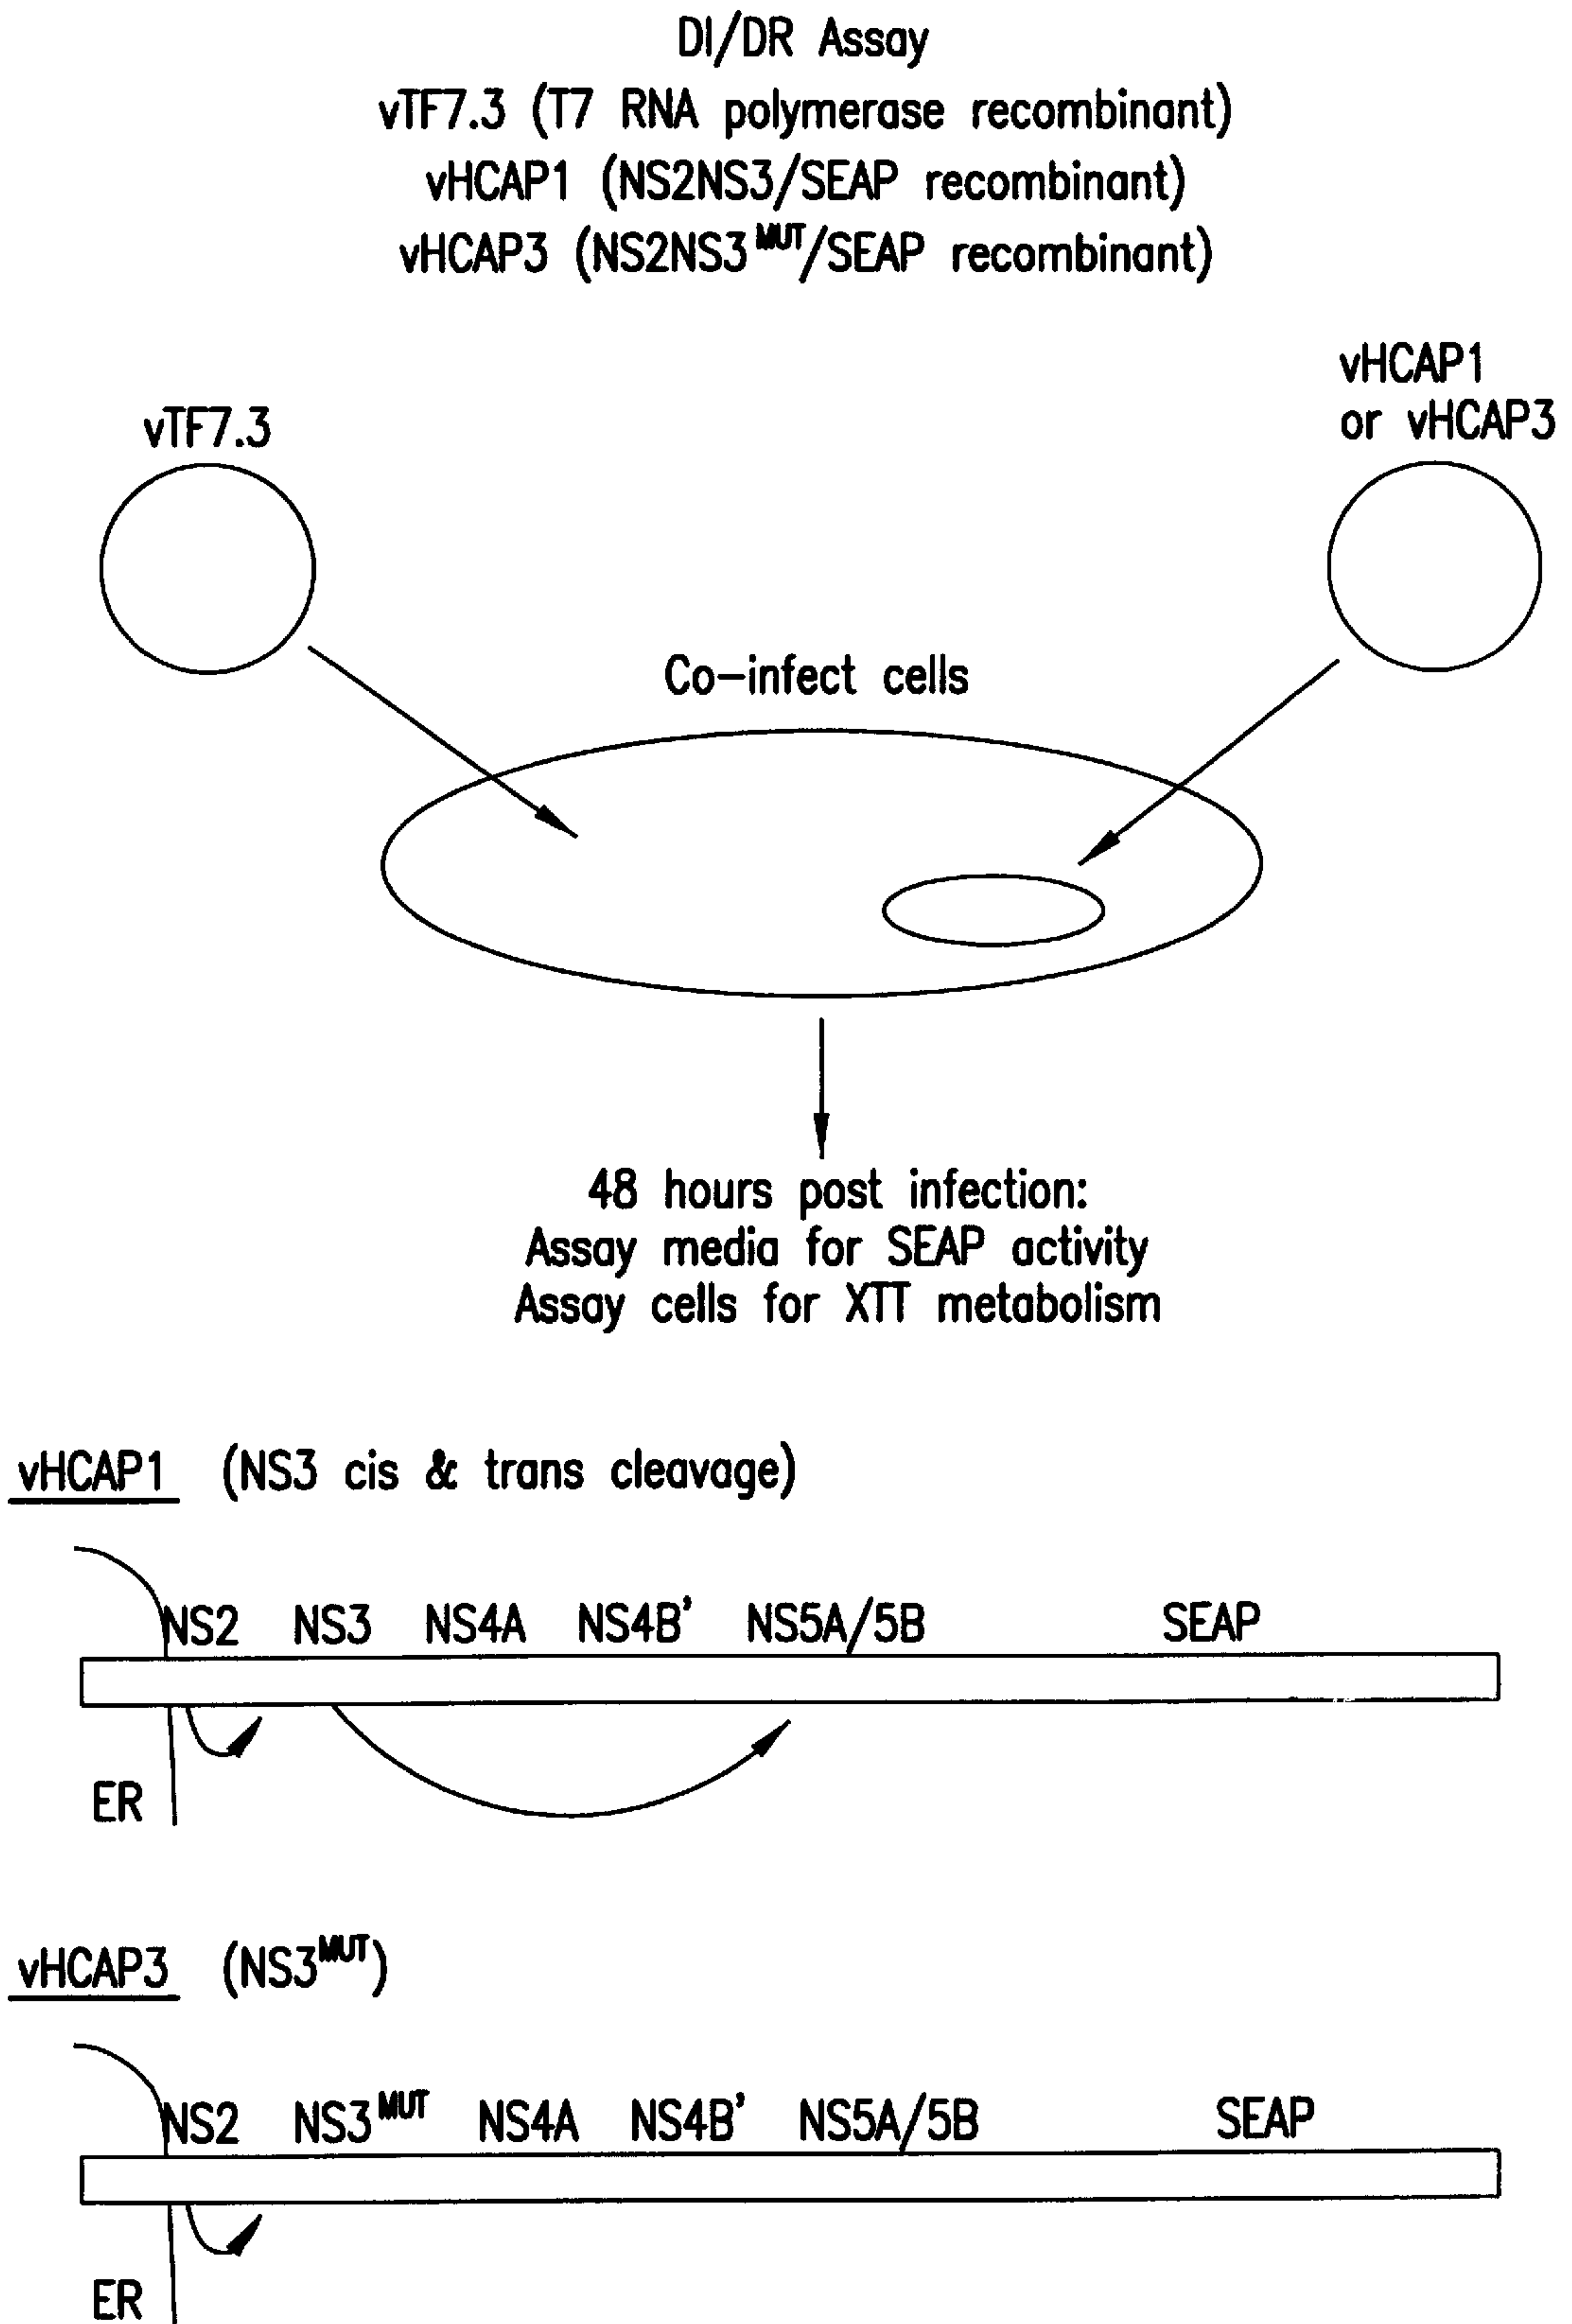 DI/DR Assay
vTF7.3 (T7 RNA polymerase recombinant)
vHCAP1 (NS2NS3/SEAP recombinant)
vHCAP3 (NS2NS3MUT/SEAP recombinant)
vTF7.3
vHCAP1
or vHCAP3
Co-infect cells
48 hours post infection:
Assay media for SEAP activity
Assay cells for XTT metabolism
vHCAP1 (NS3 cis & trans cleavage)
NS2 NS3 NS4A NS4B' NS5A/5B SEAP
ER
vHCAP3 (NS3MUT)
NS2 NS3MUT NS4A NS4B' NS5A/5B SEAP
ER